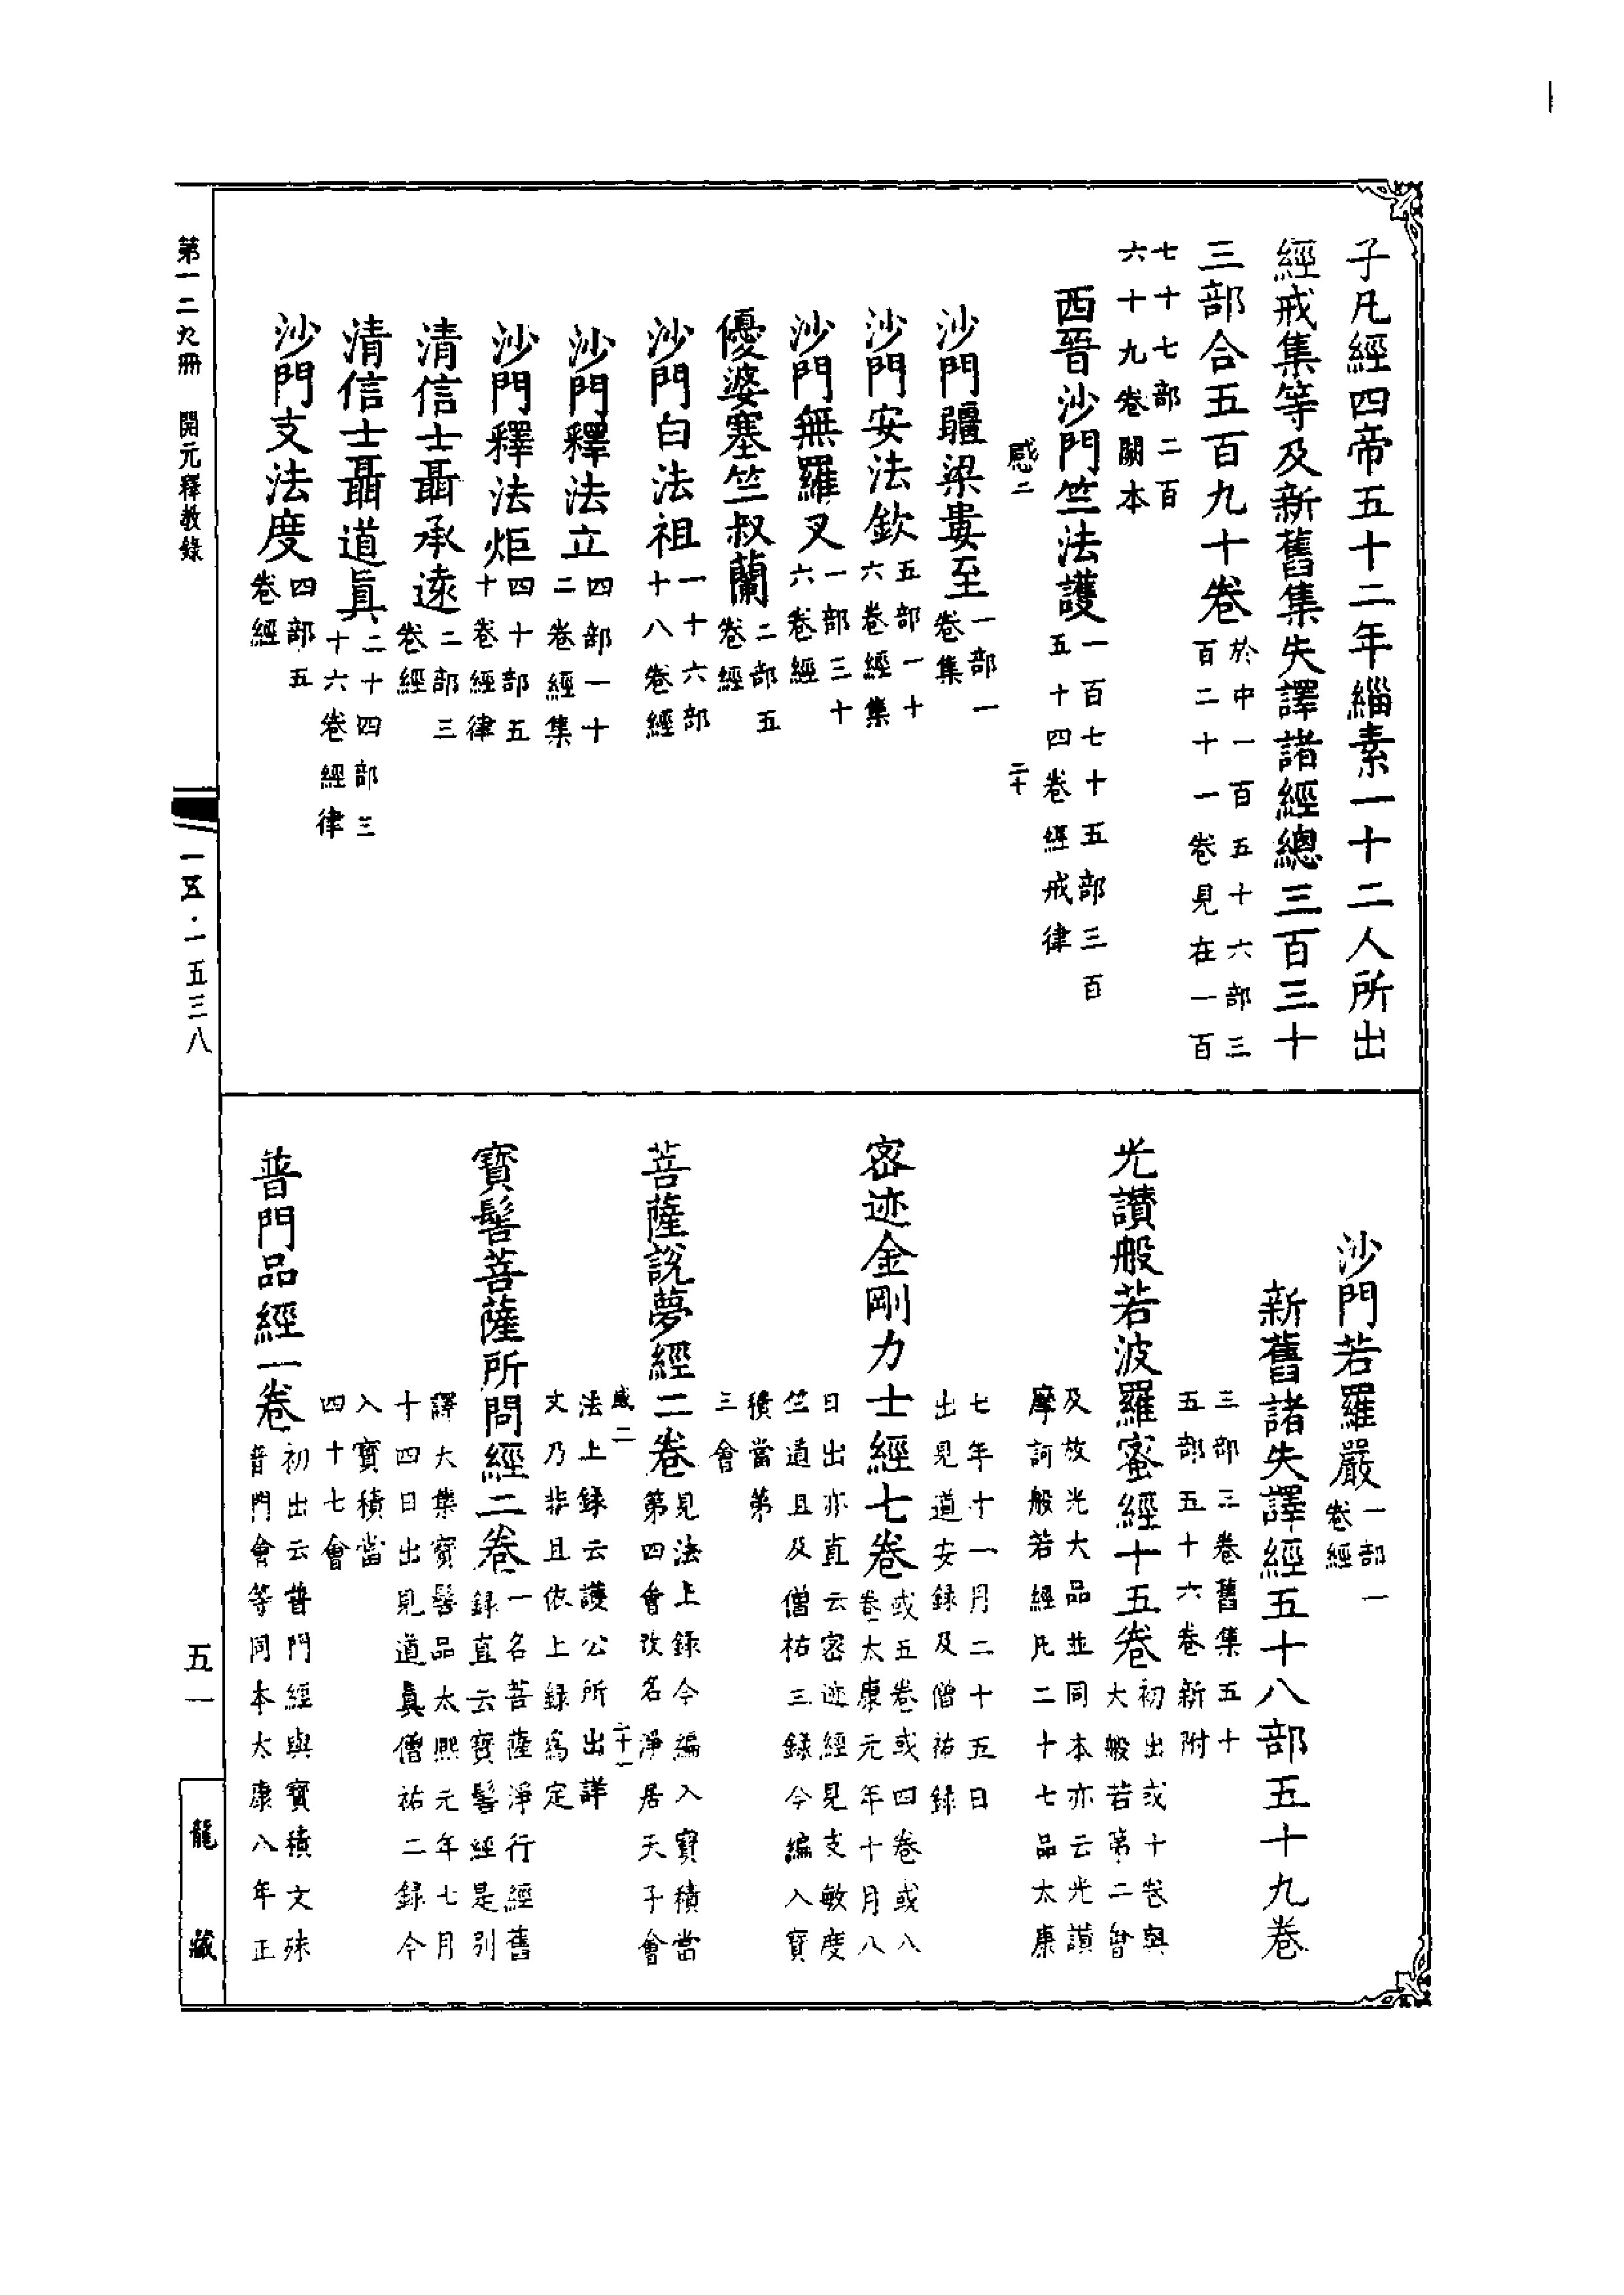 子凡經四帝五十二年緇素一十二人所出
經戒集等及新舊集失譯諸經總三百三十
三部合五百九十卷於中一百五十六部三
百二十一卷見在一百
七十七部二百
六十九卷闕本
西晉沙門竺法護一百七十五部三百
五十四卷經戒律
感二
二十
沙門疆梁婁至一部一
卷集
沙門安法欽五部一十
六卷經集
沙門無羅叉一部三十
六卷經
優婆塞竺叔蘭二部五
卷經
沙門白法祖一十六部
十八卷經
沙門釋法立四部一十
二卷經集
沙門釋法炬四十部五
十卷經律
清信士聶承遠二部三
卷經
清信士聶道眞二十四部三
十六卷經律
沙門支法度四部五
卷經
沙門若羅嚴一部一
卷經
新舊諸失譯經五十八部五十九卷
三部三卷舊集五十
五部五十六卷新附
光讚般若波羅蜜經十五卷初出或十卷與
大般若第二會
及放光大品並同本亦云光讃
摩訶般若經凡二十七品太康
七年十一月二十五日
出見道安録及僧祐録
密迹金剛力士經七卷或五卷或四卷或八
卷太康元年十月八
日出亦直云密迹經見支敏度
竺道且及僧祐三録今編入寶
積當第
三會
菩薩說夢經二卷見法上録今編入寶積當
第四會改名淨居天子會
感二
二十一
法上録云護公所出詳
文乃非且依上録爲定
寶髻菩薩所問經二卷一名菩薩淨行經舊
録直云寶髻經是别
譯大集寶髻品太熙元年七月
十四日出見道眞僧祐二録今
入寶積當
四十七會
普門品經一卷初出云普門經與寶積文殊
普門會等同本太康八年正
第一二九冊　開元釋教錄
一五·一五三八
五一
龍藏